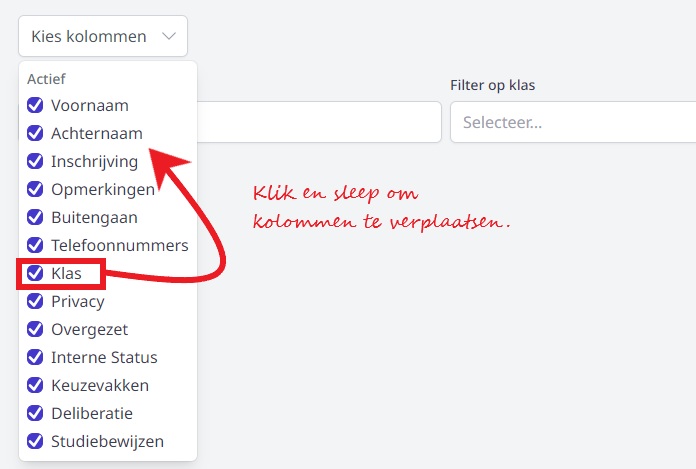 Kies kolommen
Actief
Voornaam
Achternaam
Inschrijving
Opmerkingen
Buitengaan
Telefoonnummers
Klas
Privacy
Overgezet
Interne Status
Keuzevakken
Deliberatie
Studiebewijzen
Filter op klas
Selecteer...
Klik en sleep om
kolommen te verplaatsen.